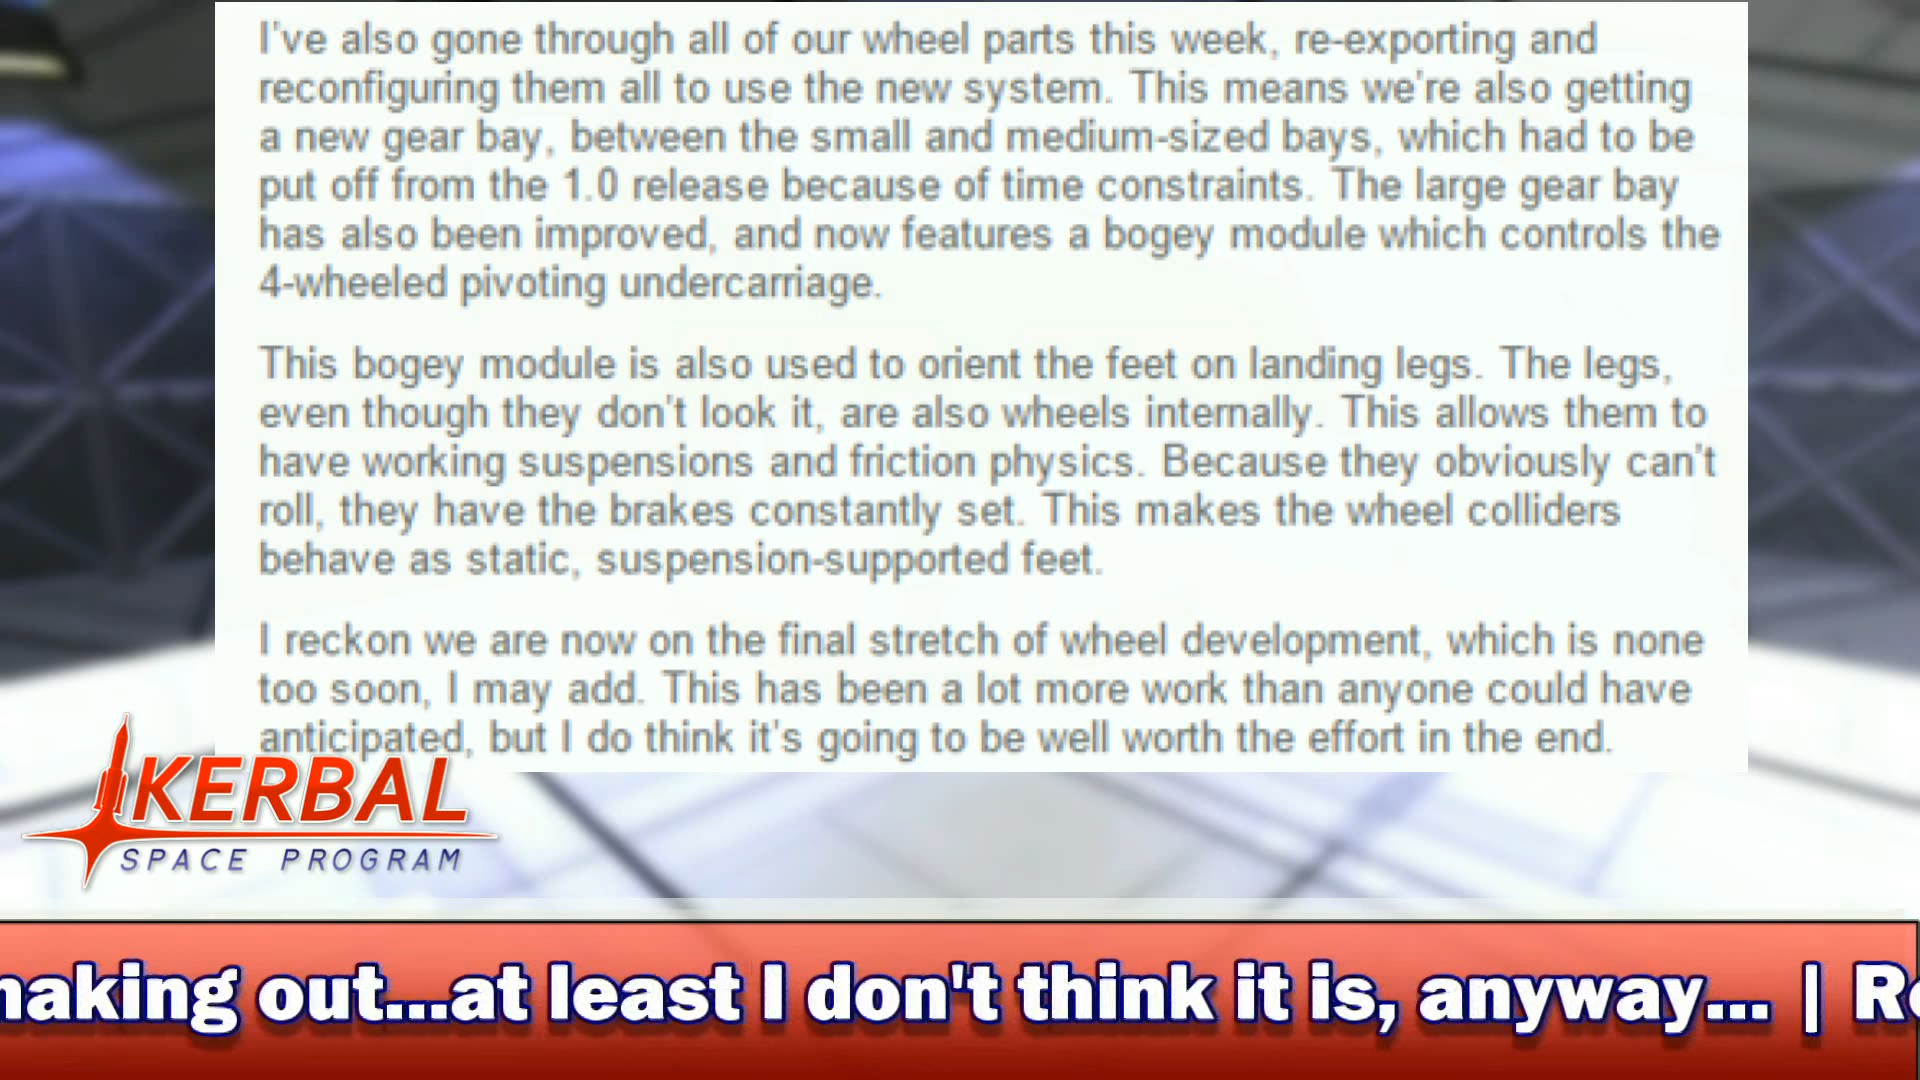 I've also gone through all of our wheel parts this week, re-exporting and
reconfiguring them all to use the new system. This means we're also getting
a new gear bay, between the small and medium-sized bays, which had to be
put off from the 1.0 release because of time constraints. The large gear bay
has also been improved, and now features a bogey module which controls the
4-wheeled pivoting undercarriage.
This bogey module is also used to orient the feet on landing legs. The legs,
even though they don't look it, are also wheels internally. This allows them to
have working suspensions and friction physics. Because they obviously can't
roll, they have the brakes constantly set. This makes the wheel colliders
behave as static, suspension-supported feet.
I reckon we are now on the final stretch of wheel development, which is none
too soon, I may add. This has been a lot more work than anyone could have
anticipated, but I do think it's going to be well worth the effort in the end.
KERBAL
SPACE PROGRAM
out...at least I don't think it is, anyway... |